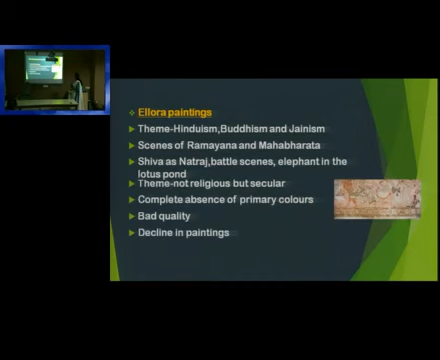 Ellora paintings
Theme-Hinduism,Buddhism and Jainism
Scenes of Ramayana and Mahabharata
Shiva as Natraj,battle scenes, elephant in the
lotus pond
Theme-not religious but secular
Complete absence of primary colours
Bad quality
Decline in paintings